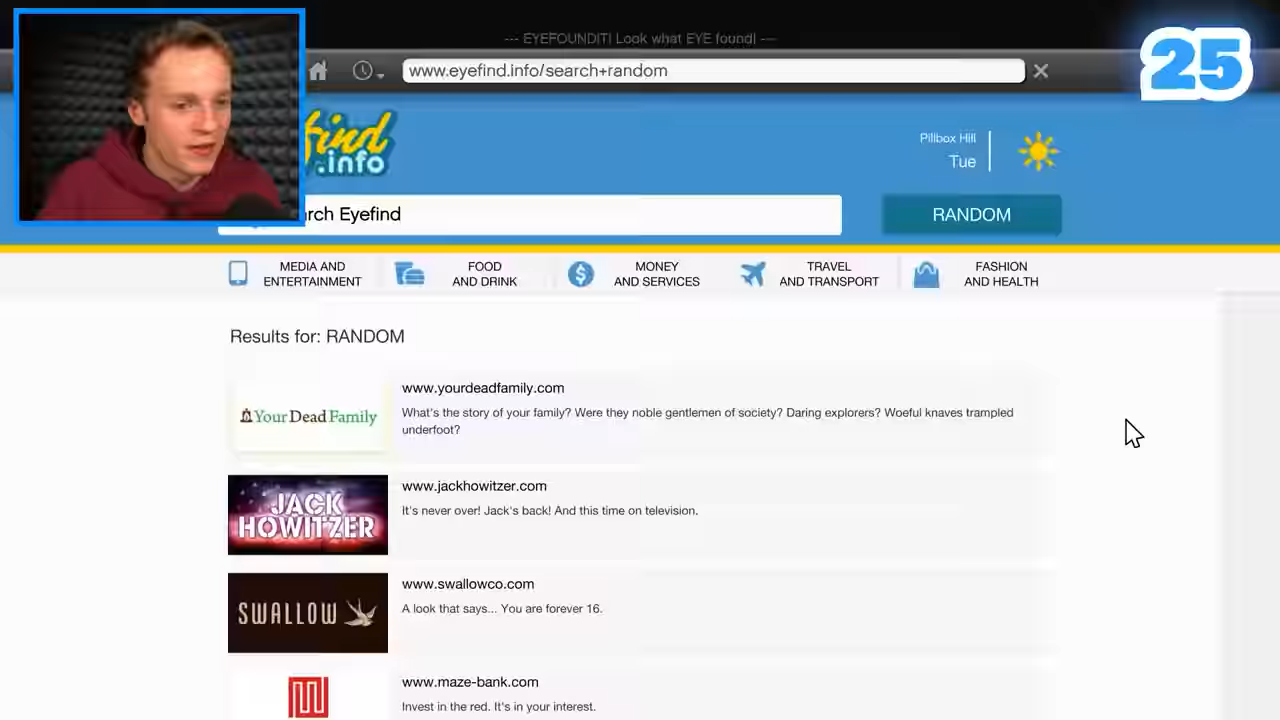 --- EYEFOUNDIT! Look what EYE found! ---
25
www.eyefind.info/search+random
find
.info
Pillbox Hill
Tue
rch Eyefind
RANDOM
MEDIA AND
ENTERTAINMENT
FOOD
AND DRINK
MONEY
AND SERVICES
TRAVEL
AND TRANSPORT
FASHION
AND HEALTH
Results for: RANDOM
YourDeadFamily
www.yourdeadfamily.com
What's the story of your family? Were they noble gentlemen of society? Daring explorers? Woeful knaves trampled
underfoot?
JACK
HOWITZER
www.jackhowitzer.com
It's never over! Jack's back! And this time on television.
SWALLOW
www.swallowco.com
A look that says... You are forever 16.
www.maze-bank.com
Invest in the red. It's in your interest.